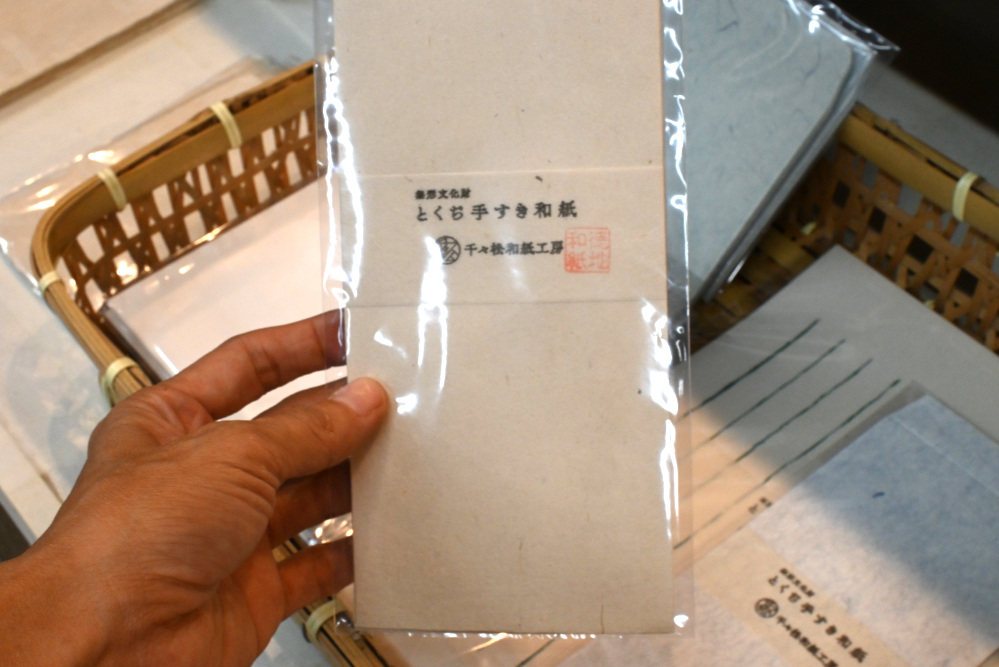 無形文化財
とくぢ手すき和紙
千々松和紙工房
徳地
和紙
無形文化財
とくぢ手すき和紙
千々松和紙工房